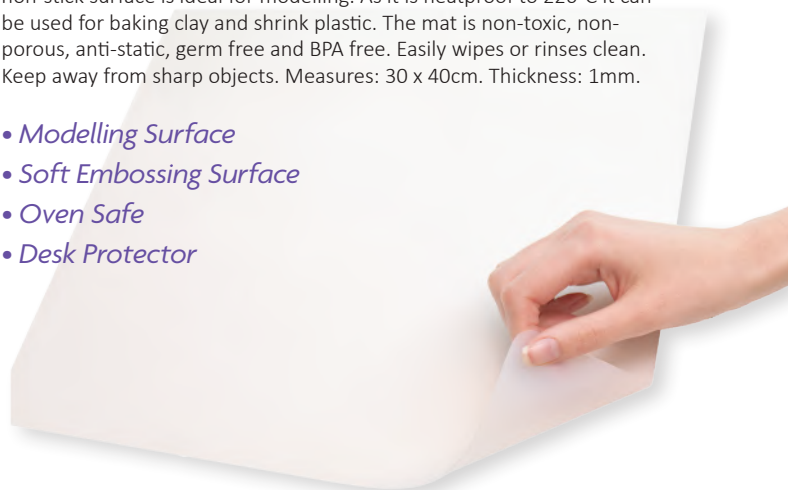 non-stick surface is ideal for modelling. As it is heatproof to 220°C it can
be used for baking clay and shrink plastic. The mat is non-toxic, non-
porous, anti-static, germ free and BPA free. Easily wipes or rinses clean.
Keep away from sharp objects. Measures: 30 x 40cm. Thickness: 1mm.
• Modelling Surface
• Soft Embossing Surface
• Oven Safe
• Desk Protector